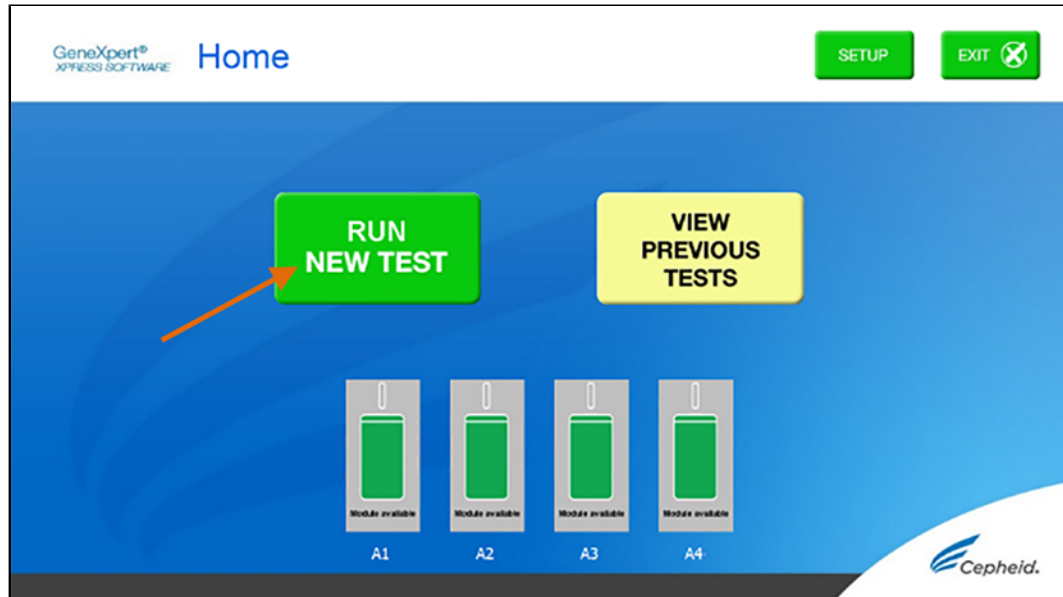 GeneXpert®
XPRESS SOFTWARE
Home
SETUP
EXIT
RUN
NEW TEST
VIEW
PREVIOUS
TESTS
Module available
Module available
Module available
Module available
A1
A2
A3
A4
Cepheid.